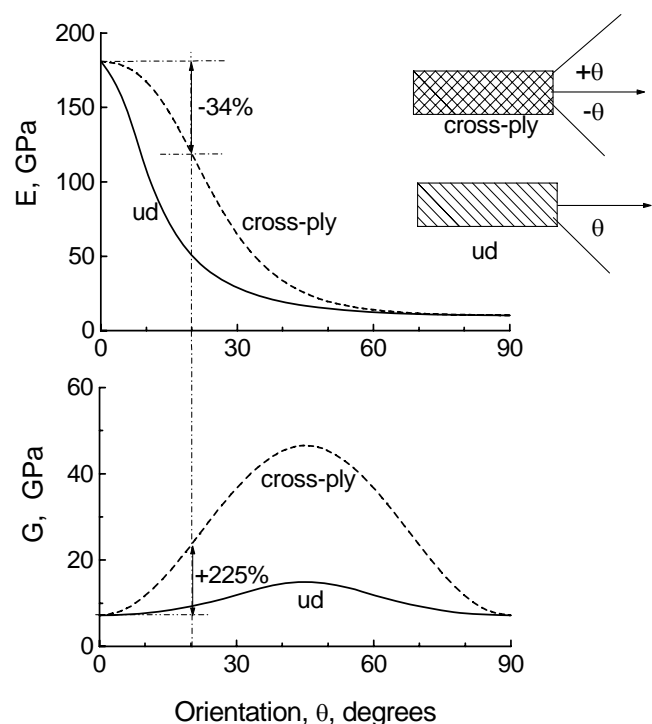 200
150
100
50
0
E, GPa
-34%
ud
cross-ply
0 30 60 90
+θ
-θ
cross-ply
θ
ud
60
40
20
0
G, GPa
cross-ply
+225%
ud
0 30 60 90
Orientation, θ, degrees